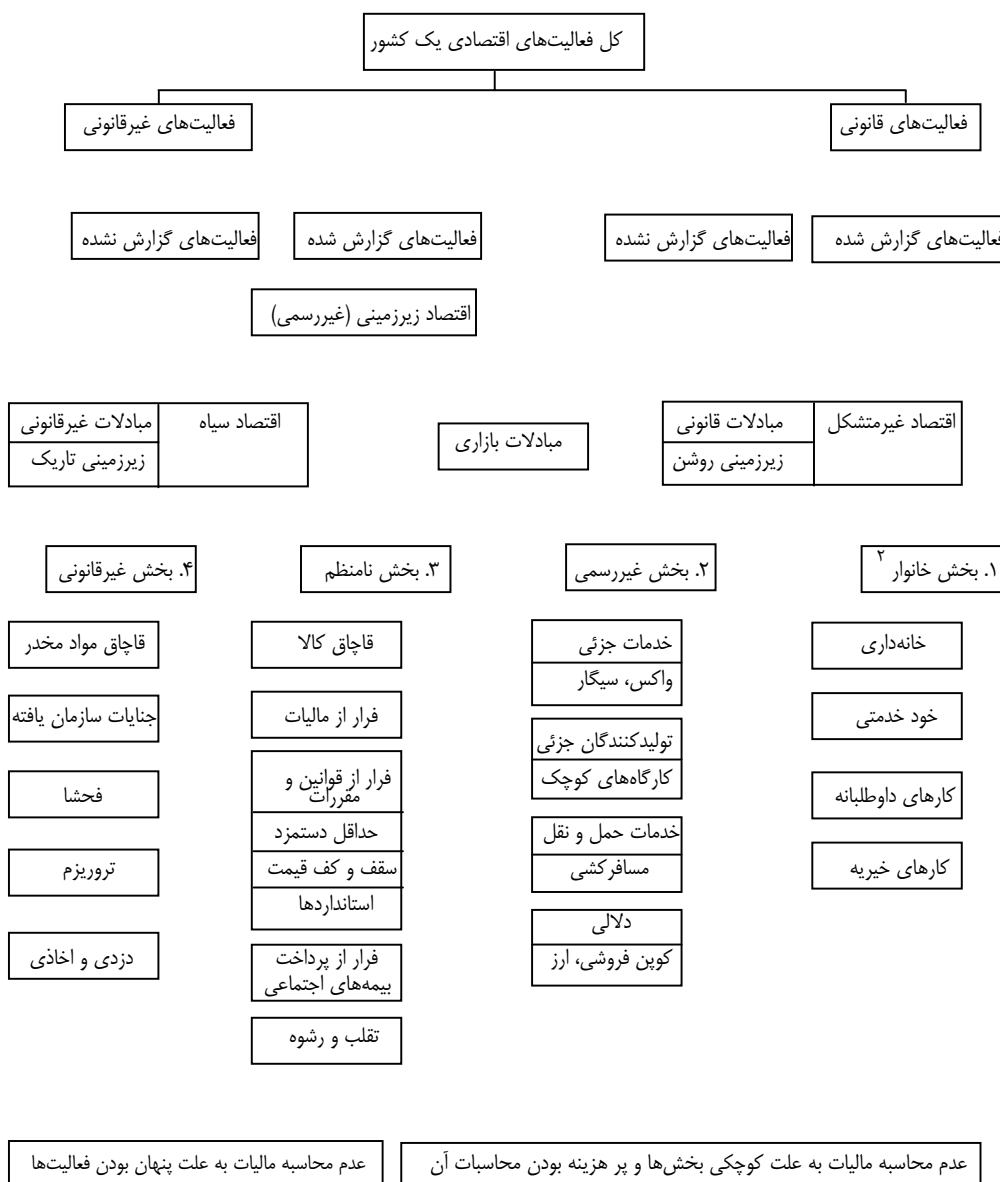 کل فعالیت‌های اقتصادی یک کشور
فعالیت‌های قانونی
فعالیت‌های غیرقانونی
فعالیت‌های گزارش شده
فعالیت‌های گزارش نشده
فعالیت‌های گزارش شده
فعالیت‌های گزارش نشده
اقتصاد زیرزمینی (غیررسمی)
اقتصاد غیرمتشکل
مبادلات قانونی
زیرزمینی روشن
مبادلات بازاری
اقتصاد سیاه
مبادلات غیرقانونی
زیرزمینی تاریک
۱. بخش خانوار ۲
خانه‌داری
خود خدمتی
کارهای داوطلبانه
کارهای خیریه
۲. بخش غیررسمی
خدمات جزئی
واکس، سیگار
تولیدکنندگان جزئی
کارگاه‌های کوچک
خدمات حمل و نقل
مسافرکشی
دلالی
کوپن فروشی، ارز
۳. بخش نامنظم
قاچاق کالا
فرار از مالیات
فرار از قوانین و
مقررات
حداقل دستمزد
سقف و کف قیمت
استانداردها
فرار از پرداخت
بیمه‌های اجتماعی
تقلب و رشوه
۴. بخش غیرقانونی
قاچاق مواد مخدر
جنایات سازمان یافته
فحشا
تروریزم
دزدی و اخاذی
عدم محاسبه مالیات به علت کوچکی بخش‌ها و پر هزینه بودن محاسبات آن
عدم محاسبه مالیات به علت پنهان بودن فعالیت‌ها